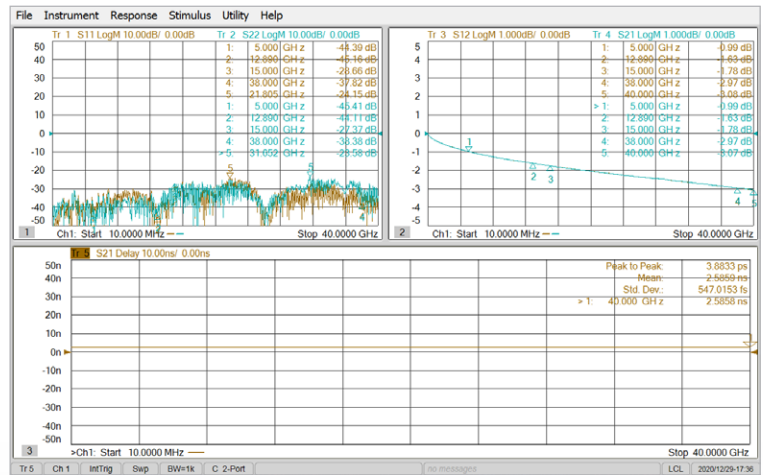 File Instrument Response Stimulus Utility Help
Tr 1 S11 LogM 10.00dB/ 0.00dB Tr 2 S22 LogM 10.00dB/ 0.00dB
50
40
30
20
10
0
-10
-20
-30
-40
-50
1: 5.000 GHz -44.39 dB
2: 12.890 GHz -45.16 dB
3: 15.000 GHz -28.66 dB
4: 38.000 GHz -37.82 dB
5: 21.805 GHz -24.15 dB
1: 5.000 GHz -45.41 dB
2: 12.890 GHz -44.11 dB
3: 15.000 GHz -27.37 dB
4: 38.000 GHz -38.38 dB
> 5: 31.652 GHz -23.58 dB
5
5
4
1 Ch1: Start 10.0000 MHz Stop 40.0000 GHz
Tr 3 S12 LogM 1.000dB/ 0.00dB Tr 4 S21 LogM 1.000dB/ 0.00dB
5
4
3
2
1
0
-1
-2
-3
-4
-5
1: 5.000 GHz -0.99 dB
2: 12.890 GHz -1.63 dB
3: 15.000 GHz -1.78 dB
4: 38.000 GHz -2.97 dB
5: 40.000 GHz -3.08 dB
> 1: 5.000 GHz -0.99 dB
2: 12.890 GHz -1.63 dB
3: 15.000 GHz -1.78 dB
4: 38.000 GHz -2.97 dB
5: 40.000 GHz -3.07 dB
1
2 3
4 5
2 Ch1: Start 10.0000 MHz Stop 40.0000 GHz
Tr 5 S21 Delay 10.00ns/ 0.00ns
50n
40n
30n
20n
10n
0n
-10n
-20n
-30n
-40n
-50n
Peak to Peak: 3.8833 ps
Mean: 2.5859 ns
Std. Dev.: 547.0153 fs
> 1: 40.000 GHz 2.5858 ns
1
3 >Ch1: Start 10.0000 MHz Stop 40.0000 GHz
Tr 5 Ch 1 IntTrig Swp BW=1k C 2-Port no messages LCL 2020/12/29-17:36